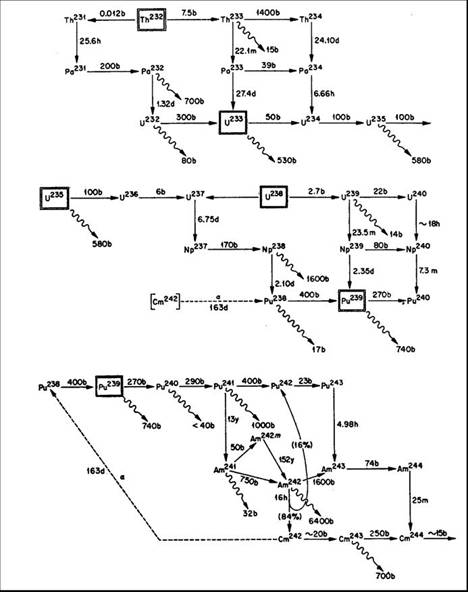 Th231 0.012b Th232 7.5b Th233 1400b Th234
25.6h 22.1m 15b 24.10d
Pa231 200b Pa232 Pa233 39b Pa234
700b
1.32d 27.4d 6.66h
U232 300b U233 50b U234 100b U235 100b
80b 530b 580b
U235 100b U236 6b U237 U238 2.7b U239 22b U240
580b 6.75d 23.5m 14b ~18h
Np237 170b Np238 Np239 80b Np240
1600b
2.10d 2.35d 7.3m
[Cm242] α 163d Pu238 400b Pu239 270b Pu240
17b 740b
Pu238 400b Pu239 270b Pu240 290b Pu241 400b Pu242 23b Pu243
740b <40b 13y 1000b
50b Am242m (16%) 4.98h
163d α 152y
Am241 750b Am242 1600b Am243 74b Am244
32b 16h 6400b 25m
(84%)
Cm242 ~20b Cm243 250b Cm244 ~15b
700b